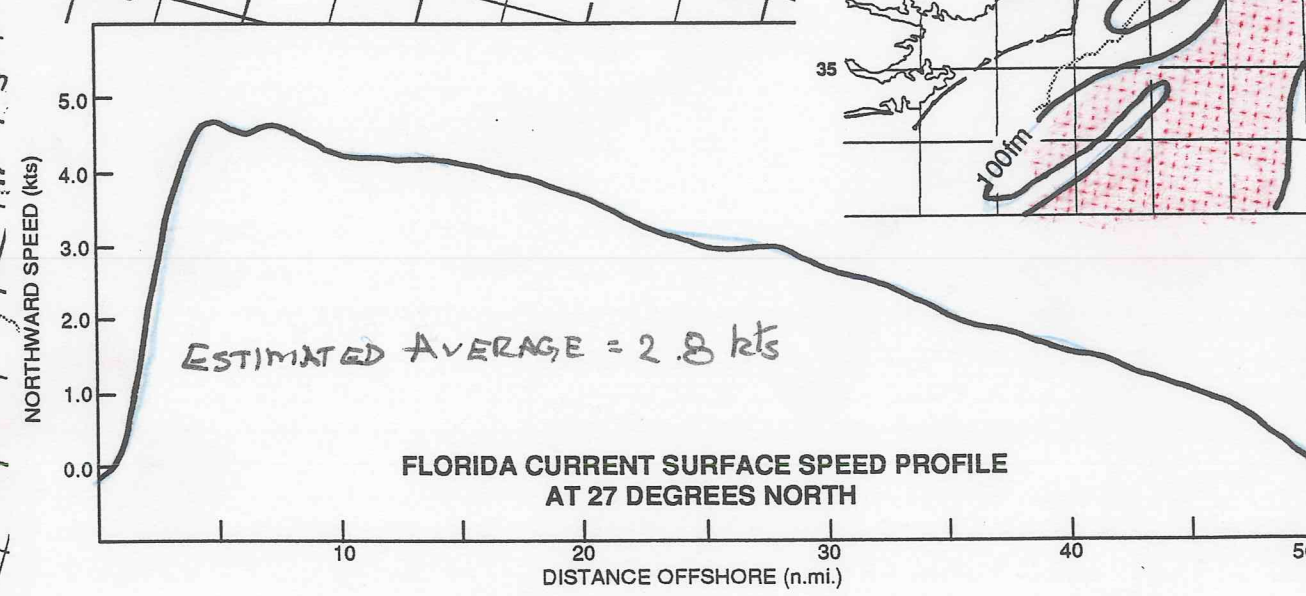 35
100fm
5.0
4.0
3.0
2.0
1.0
0.0
NORTHWARD SPEED (kts)
ESTIMATED AVERAGE = 2.8 kts
FLORIDA CURRENT SURFACE SPEED PROFILE
AT 27 DEGREES NORTH
10 20 30 40
DISTANCE OFFSHORE (n.mi.)